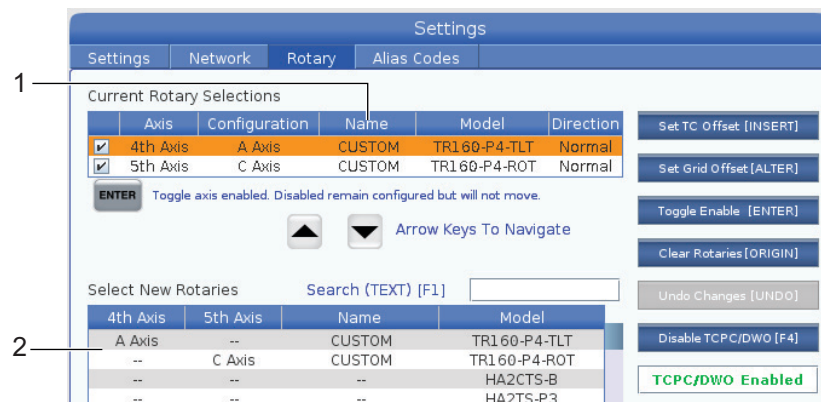 Settings
Settings Network Rotary Alias Codes
1
Current Rotary Selections
Axis Configuration Name Model Direction
4th Axis A Axis CUSTOM TR160-P4-TLT Normal
5th Axis C Axis CUSTOM TR160-P4-ROT Normal
ENTER Toggle axis enabled. Disabled remain configured but will not move.
Arrow Keys To Navigate
Set TC Offset [INSERT]
Set Grid Offset [ALTER]
Toggle Enable [ENTER]
Clear Rotaries [ORIGIN]
Undo Changes [UNDO]
Disable TCPC/DWO [F4]
TCPC/DWO Enabled
Select New Rotaries Search (TEXT) [F1]
4th Axis 5th Axis Name Model
2
A Axis -- CUSTOM TR160-P4-TLT
-- C Axis CUSTOM TR160-P4-ROT
-- -- -- HA2CTS-B
-- -- -- HA2TS-P3